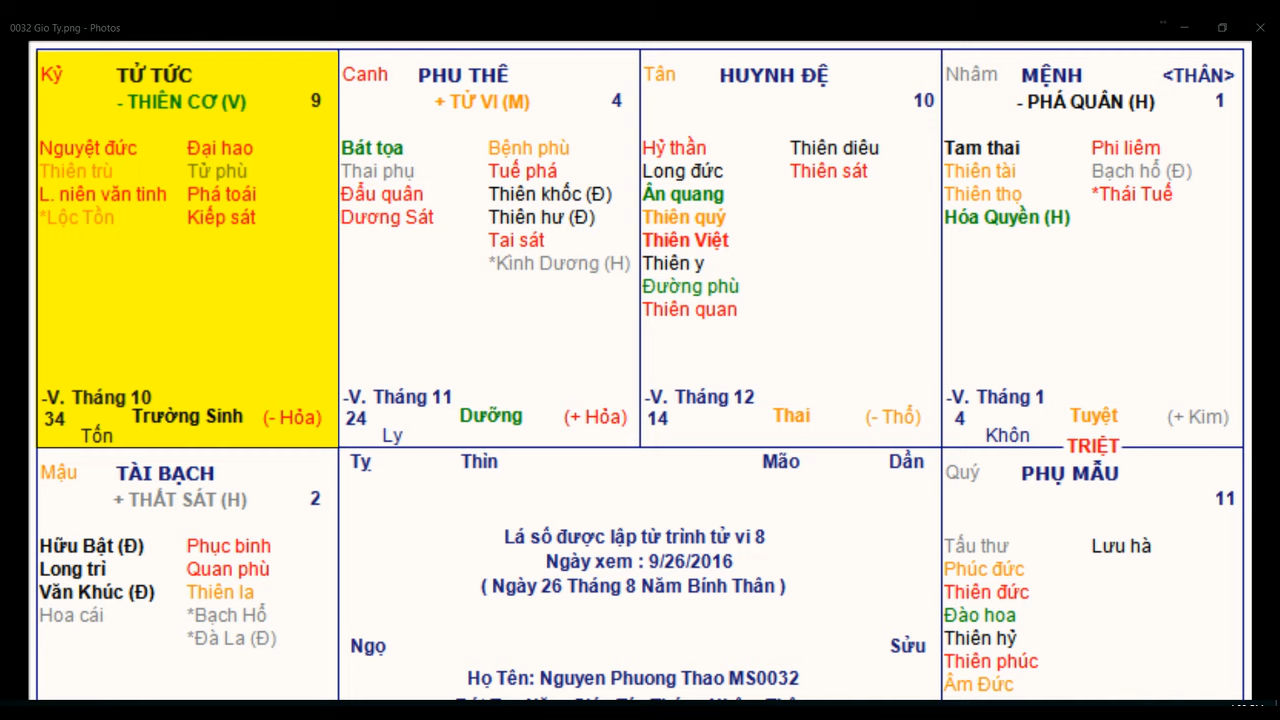 0032 Gio Ty.png - Photos
Kỷ TỬ TỨC
- THIÊN CƠ (V) 9
Nguyệt đức Đại hao
Thiên trù Tử phù
L. niên văn tinh Phá toái
*Lộc Tồn Kiếp sát
-V. Tháng 10
34 Trường Sinh (- Hỏa)
Tốn
Canh PHU THÊ
+ TỬ VI (M) 4
Bát tọa Bệnh phù
Thai phụ Tuế phá
Đẩu quân Thiên khốc (Đ)
Dương Sát Thiên hư (Đ)
Tai sát
*Kình Dương (H)
-V. Tháng 11
24 Dưỡng (+ Hỏa)
Ly
Tân HUYNH ĐỆ
10
Hỷ thần Thiên diêu
Long đức Thiên sát
Ân quang
Thiên quý
Thiên Việt
Thiên y
Đường phù
Thiên quan
-V. Tháng 12
14 Thai (- Thổ)
Nhâm MỆNH <THÂN>
- PHÁ QUÂN (H) 1
Tam thai Phi liêm
Thiên tài Bạch hổ (Đ)
Thiên thọ *Thái Tuế
Hóa Quyền (H)
-V. Tháng 1
4 Tuyệt (+ Kim)
Khôn
TRIỆT
Mậu TÀI BẠCH
+ THẤT SÁT (H) 2
Hữu Bật (Đ) Phục binh
Long trì Quan phù
Văn Khúc (Đ) Thiên la
Hoa cái *Bạch Hổ
*Đà La (Đ)
Tỵ Thìn Mão Dần
Lá số được lập từ trình tử vi 8
Ngày xem : 9/26/2016
( Ngày 26 Tháng 8 Năm Bính Thân )
Ngọ Sửu
Họ Tên: Nguyen Phuong Thao MS0032
Quý PHỤ MẪU
11
Tấu thư Lưu hà
Phúc đức
Thiên đức
Đào hoa
Thiên hỷ
Thiên phúc
Âm Đức